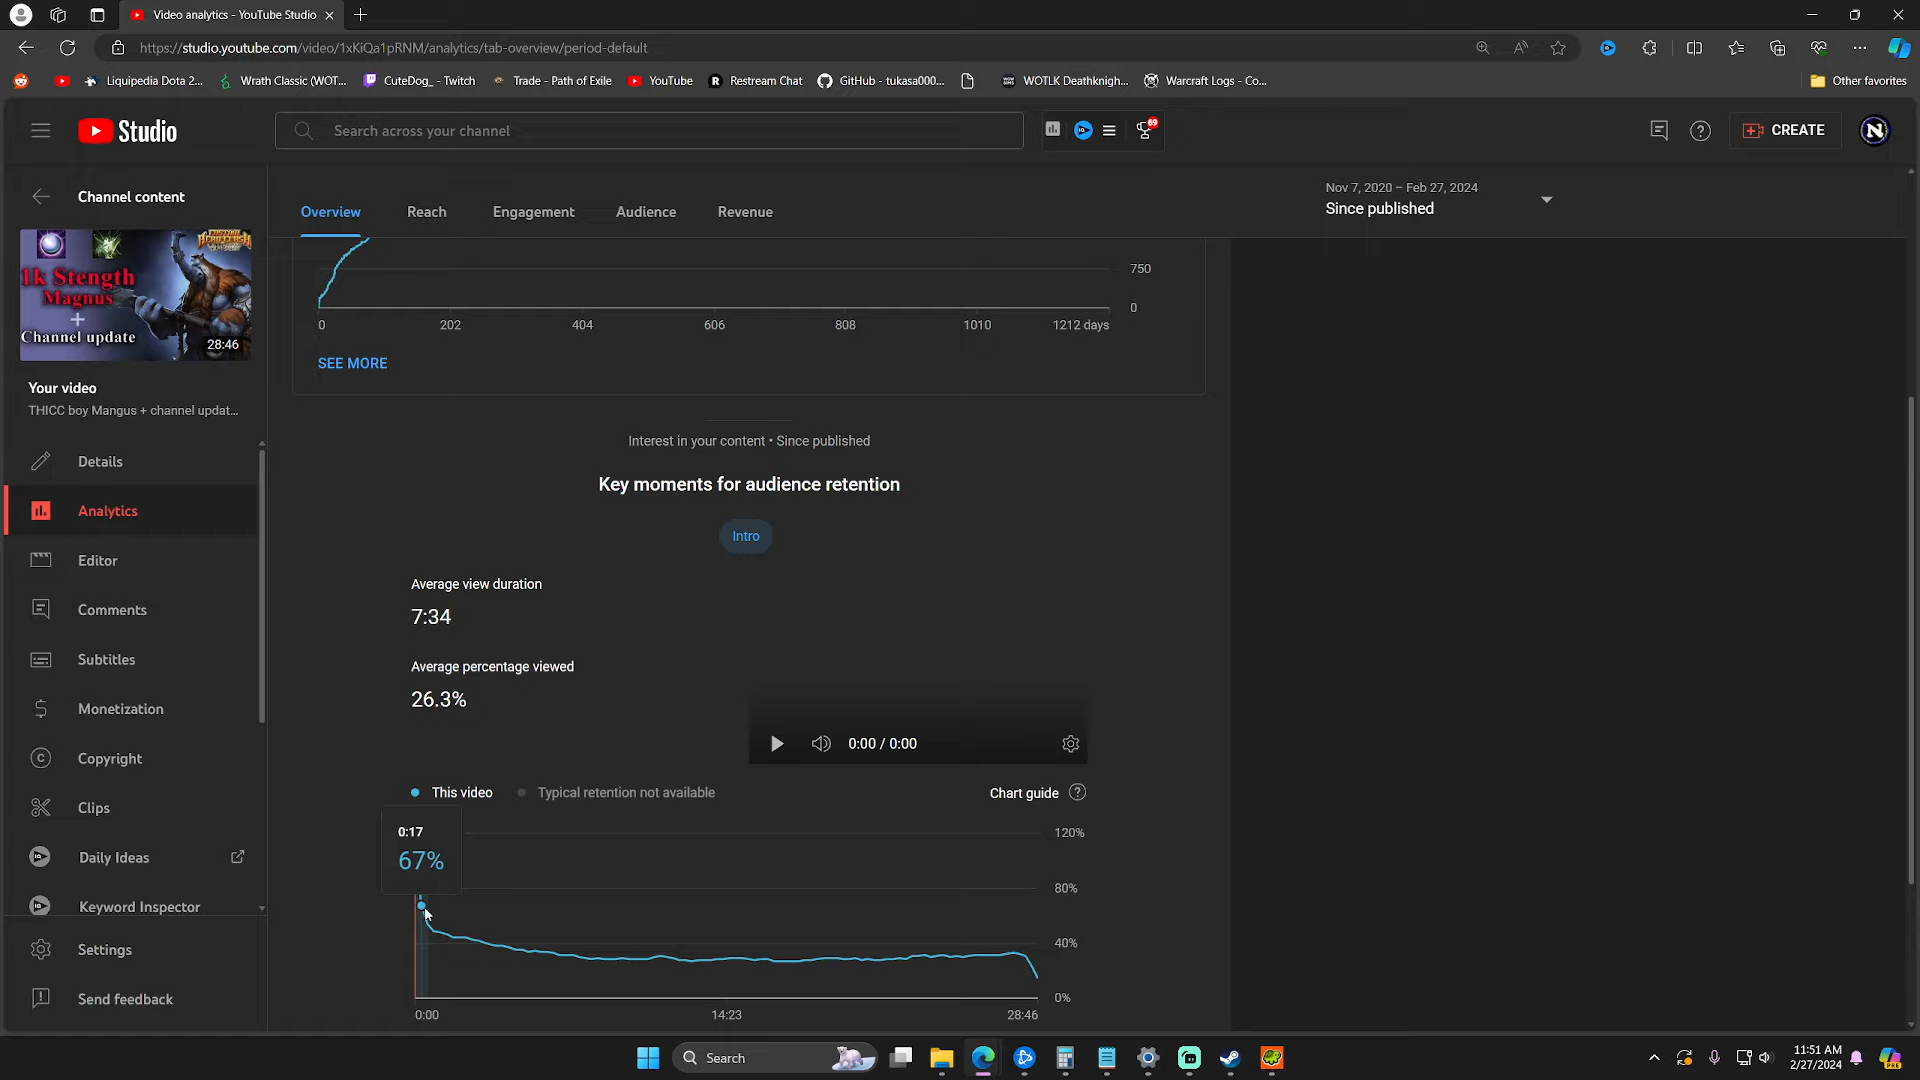 Video analytics - YouTube Studio
https://studio.youtube.com/video/1xKiQa1pRNM/analytics/tab-overview/period-default
Liquipedia Dota 2...
Wrath Classic (WOT...
CuteDog_ - Twitch
Trade - Path of Exile
YouTube
Restream Chat
GitHub - tukasa000...
WOTLK Deathknigh...
Warcraft Logs - Co...
Other favorites
Studio
Search across your channel
69
CREATE
N
Channel content
Overview
Reach
Engagement
Audience
Revenue
Nov 7, 2020 – Feb 27, 2024
Since published
1k Stength
Magnus
+
Channel update
28:46
Your video
THICC boy Mangus + channel updat...
Details
Analytics
Editor
Comments
Subtitles
Monetization
Copyright
Clips
Daily Ideas
Keyword Inspector
Settings
Send feedback
750
0
0
202
404
606
808
1010
1212 days
SEE MORE
Interest in your content • Since published
Key moments for audience retention
Intro
Average view duration
7:34
Average percentage viewed
26.3%
0:00 / 0:00
This video
Typical retention not available
Chart guide
0:17
67%
120%
80%
40%
0%
0:00
14:23
28:46
Search
11:51 AM
2/27/2024
PRE